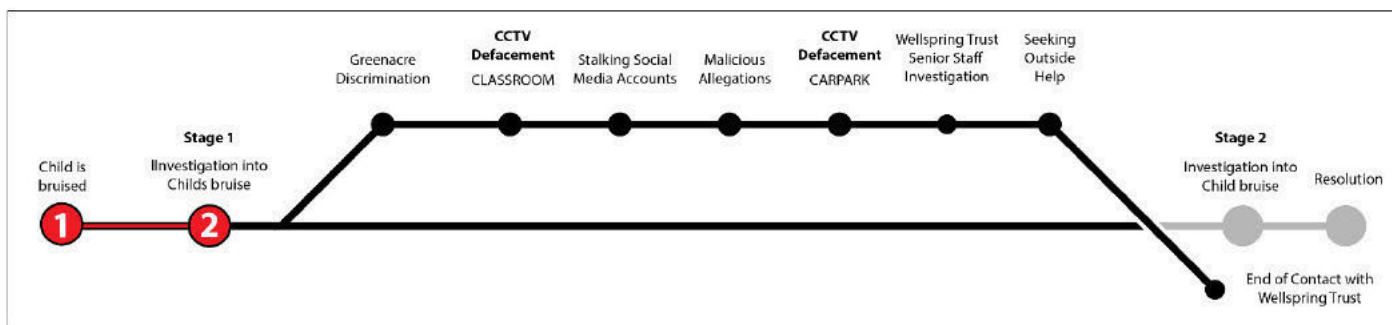 Child is
bruised
1
Stage 1
IInvestigation into
Childs bruise
2
Greenacre
Discrimination
CCTV
Defacement
CLASSROOM
Stalking Social
Media Accounts
Malicious
Allegations
CCTV
Defacement
CARPARK
Wellspring Trust
Senior Staff
Investigation
Seeking
Outside
Help
Stage 2
Investigation into
Child bruise
Resolution
End of Contact with
Wellspring Trust